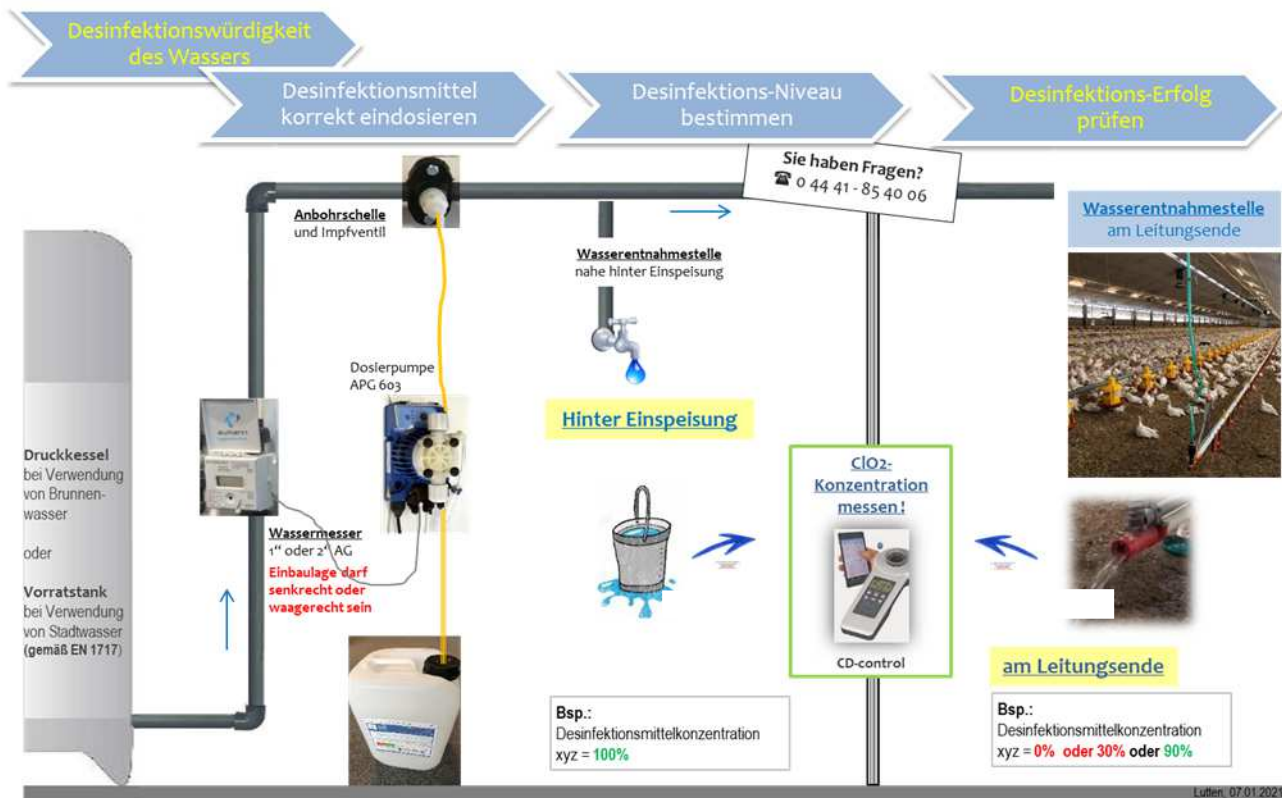 Desinfektionswürdigkeit
des Wassers
Desinfektionsmittel
korrekt eindosieren
Desinfektions-Niveau
bestimmen
Desinfektions-Erfolg
prüfen
Sie haben Fragen?
☎ 0 44 41 - 85 40 06
Anbohrschelle
und Impfventil
Wasserentnahmestelle
nahe hinter Einspeisung
Wasserentnahmestelle
am Leitungsende
Dosierpumpe
APG 603
Hinter Einspeisung
Druckkessel
bei Verwendung
von Brunnen-
wasser
oder
Vorratstank
bei Verwendung
von Stadtwasser
(gemäß EN 1717)
Wassermesser
1" oder 2" AG
Einbaulage darf
senkrecht oder
waagerecht sein
ClO2-
Konzentration
messen!
CD-control
am Leitungsende
Bsp.:
Desinfektionsmittelkonzentration
xyz = 100%
Bsp.:
Desinfektionsmittelkonzentration
xyz = 0% oder 30% oder 90%
Lutten, 07.01.2021